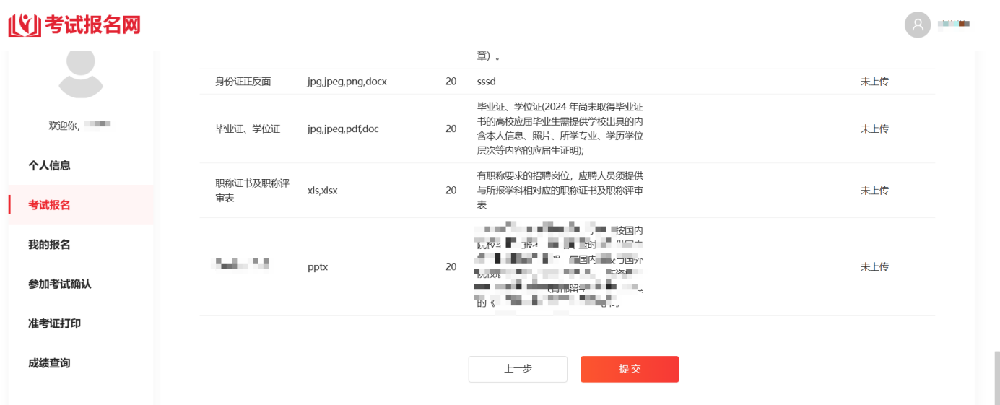 考试报名网
章）。
身份证正反面 jpg,jpeg,png,docx 20 sssd 未上传
毕业证、学位证(2024 年尚未取得毕业证
书的高校应届毕业生需提供学校出具的内
毕业证、学位证 jpg,jpeg,pdf,doc 20 未上传
含本人信息、照片、所学专业、学历学位
层次等内容的应届生证明);
有职称要求的招聘岗位，应聘人员须提供
职称证书及职称评
审表
xls,xlsx 20 与所报学科相对应的职称证书及职称评审 未上传
表
按国内
院校
国内
与国外
pptx 20 未上传
教育部留学
的《
上一步 提交
欢迎你,
个人信息
考试报名
我的报名
参加考试确认
准考证打印
成绩查询